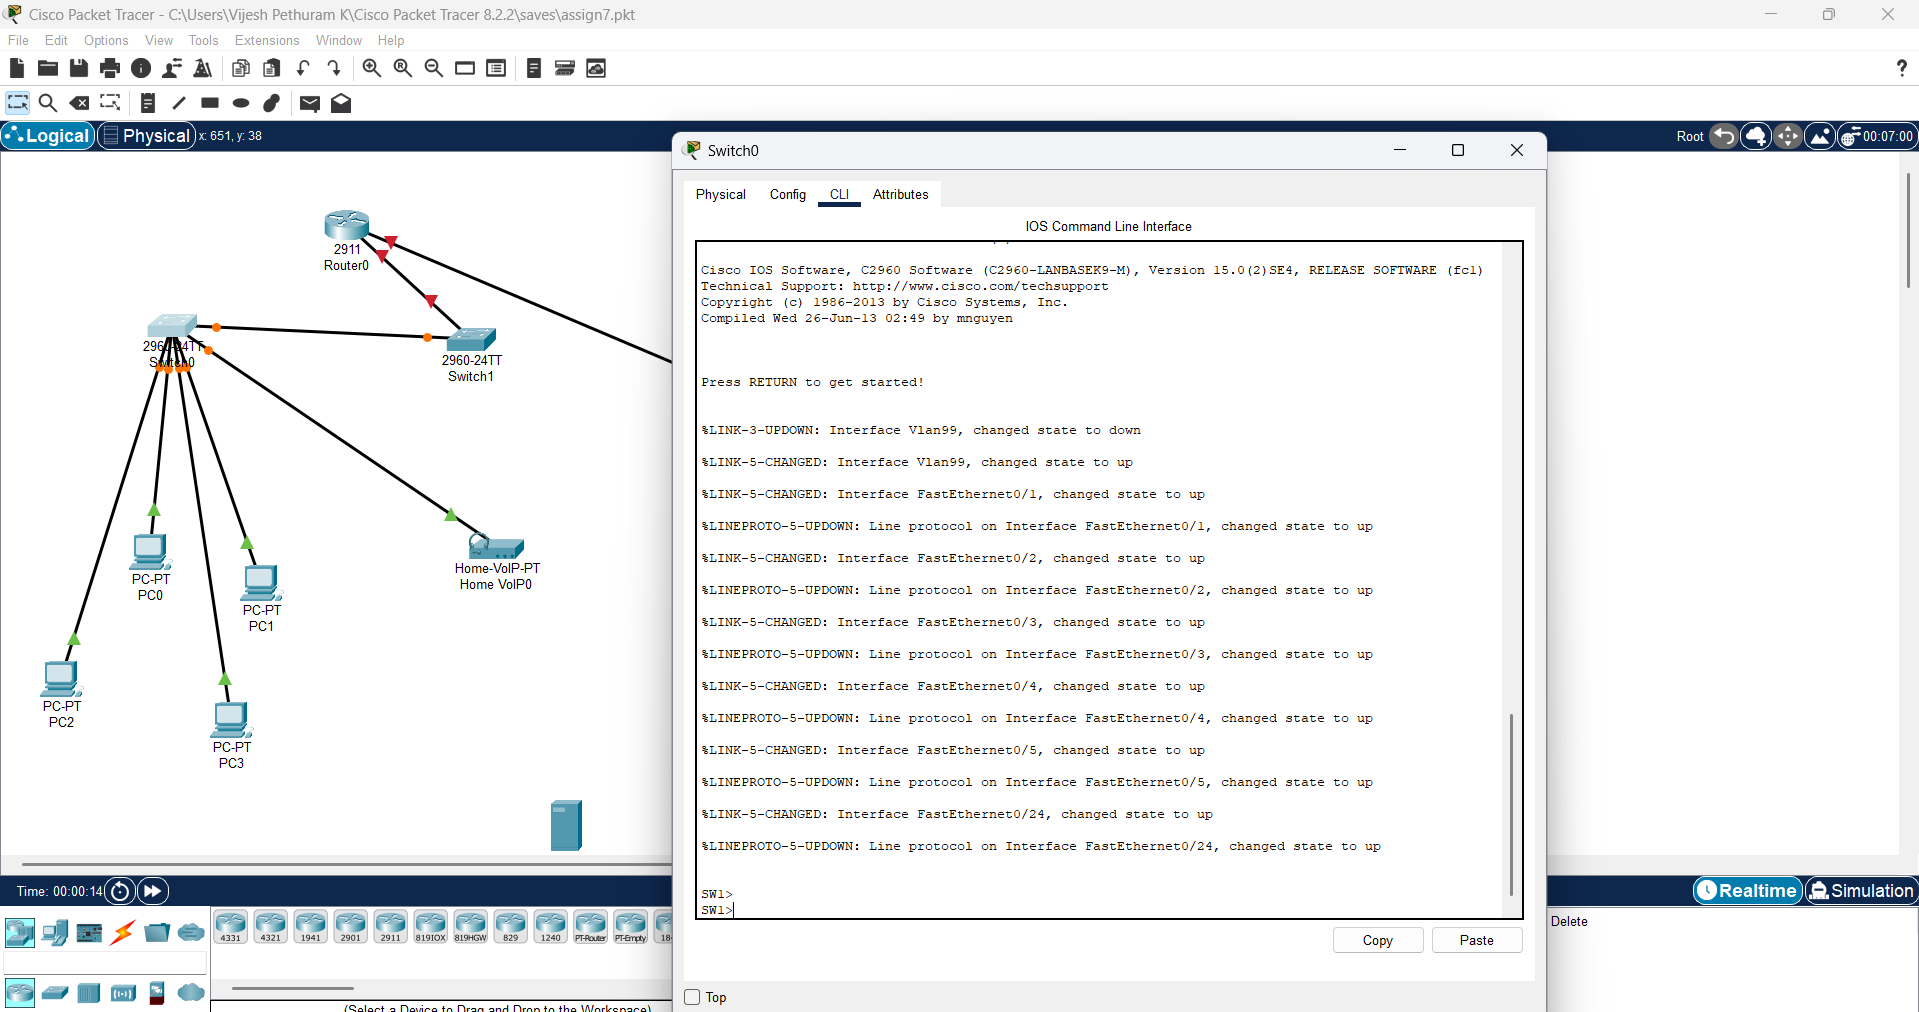 Cisco Packet Tracer - C:\Users\Vijesh Pethuram K\Cisco Packet Tracer 8.2.2\saves\assign7.pkt
File Edit Options View Tools Extensions Window Help
Logical Physical x: 651, y: 38
Root 00:07:00
2911
Router0
2960-24TT
Switch0
2960-24TT
Switch1
PC-PT
PC0
PC-PT
PC1
Home-VoIP-PT
Home VoIP0
PC-PT
PC2
PC-PT
PC3
Switch0
Physical Config CLI Attributes
IOS Command Line Interface
Cisco IOS Software, C2960 Software (C2960-LANBASEK9-M), Version 15.0(2)SE4, RELEASE SOFTWARE (fc1)
Technical Support: http://www.cisco.com/techsupport
Copyright (c) 1986-2013 by Cisco Systems, Inc.
Compiled Wed 26-Jun-13 02:49 by mnguyen
Press RETURN to get started!
%LINK-3-UPDOWN: Interface Vlan99, changed state to down
%LINK-5-CHANGED: Interface Vlan99, changed state to up
%LINK-5-CHANGED: Interface FastEthernet0/1, changed state to up
%LINEPROTO-5-UPDOWN: Line protocol on Interface FastEthernet0/1, changed state to up
%LINK-5-CHANGED: Interface FastEthernet0/2, changed state to up
%LINEPROTO-5-UPDOWN: Line protocol on Interface FastEthernet0/2, changed state to up
%LINK-5-CHANGED: Interface FastEthernet0/3, changed state to up
%LINEPROTO-5-UPDOWN: Line protocol on Interface FastEthernet0/3, changed state to up
%LINK-5-CHANGED: Interface FastEthernet0/4, changed state to up
%LINEPROTO-5-UPDOWN: Line protocol on Interface FastEthernet0/4, changed state to up
%LINK-5-CHANGED: Interface FastEthernet0/5, changed state to up
%LINEPROTO-5-UPDOWN: Line protocol on Interface FastEthernet0/5, changed state to up
%LINK-5-CHANGED: Interface FastEthernet0/24, changed state to up
%LINEPROTO-5-UPDOWN: Line protocol on Interface FastEthernet0/24, changed state to up
SW1>
SW1>
Copy Paste
Top
Time: 00:00:14
Realtime Simulation
4331 4321 1941 2901 2911 819IOX 819HGW 829 1240 PT-Router PT-Empty 18
Delete
(Select a Device to Drag and Drop to the Workspace)